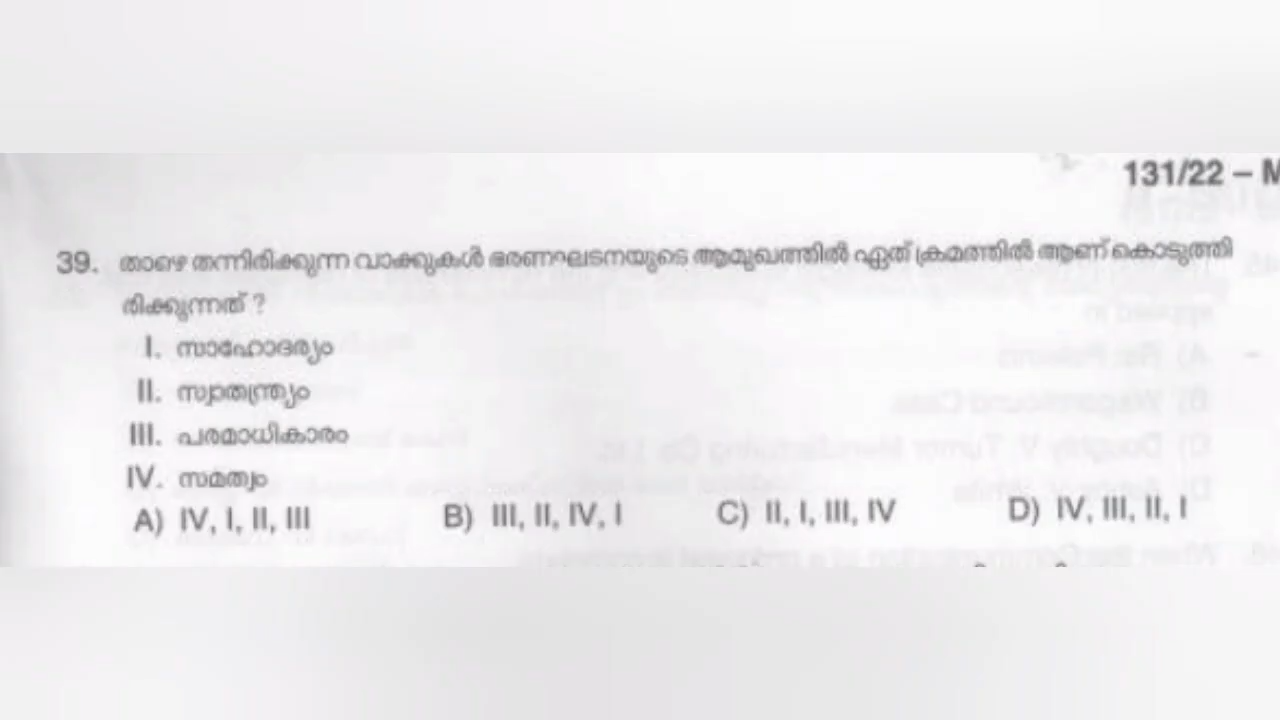 131/22 – M
39. താഴെ തന്നിരിക്കുന്ന വാക്കുകൾ ഭരണഘടനയുടെ ആമുഖത്തിൽ ഏത് ക്രമത്തിൽ ആണ് കൊടുത്തി
രിക്കുന്നത് ?
I. സാഹോദര്യം
II. സ്വാതന്ത്ര്യം
III. പരമാധികാരം
IV. സമത്വം
A) IV, I, II, III B) III, II, IV, I C) II, I, III, IV D) IV, III, II, I